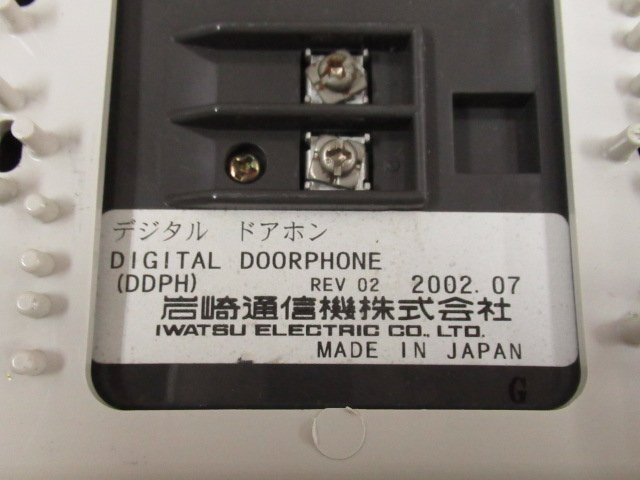 デジタル ドアホン
DIGITAL DOORPHONE
(DDPH) REV 02 2002.07
岩崎通信機株式会社
IWATSU ELECTRIC CO., LTD.
MADE IN JAPAN
G